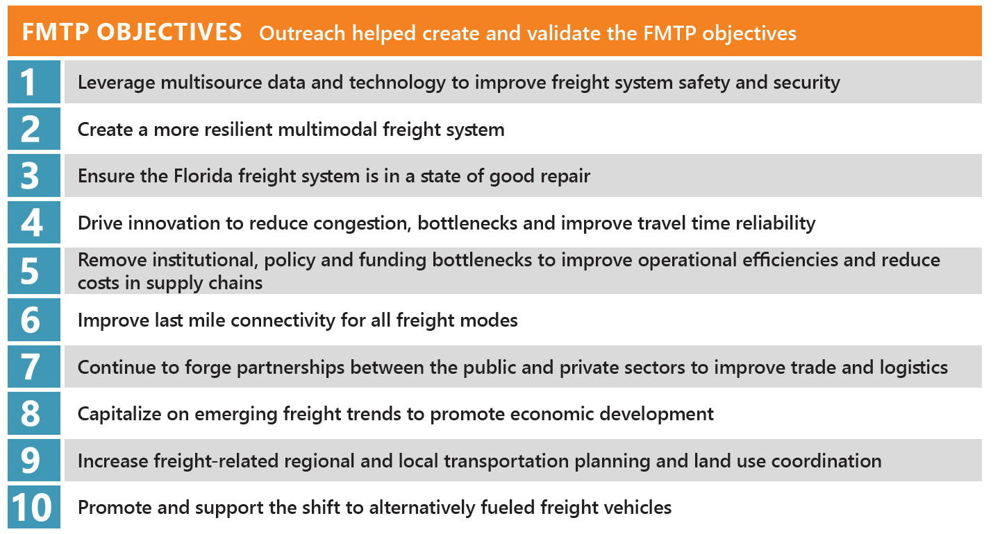 FMTP OBJECTIVES Outreach helped create and validate the FMTP objectives
1 Leverage multisource data and technology to improve freight system safety and security
2 Create a more resilient multimodal freight system
3 Ensure the Florida freight system is in a state of good repair
4 Drive innovation to reduce congestion, bottlenecks and improve travel time reliability
5 Remove institutional, policy and funding bottlenecks to improve operational efficiencies and reduce
costs in supply chains
6 Improve last mile connectivity for all freight modes
7 Continue to forge partnerships between the public and private sectors to improve trade and logistics
8 Capitalize on emerging freight trends to promote economic development
9 Increase freight-related regional and local transportation planning and land use coordination
10 Promote and support the shift to alternatively fueled freight vehicles